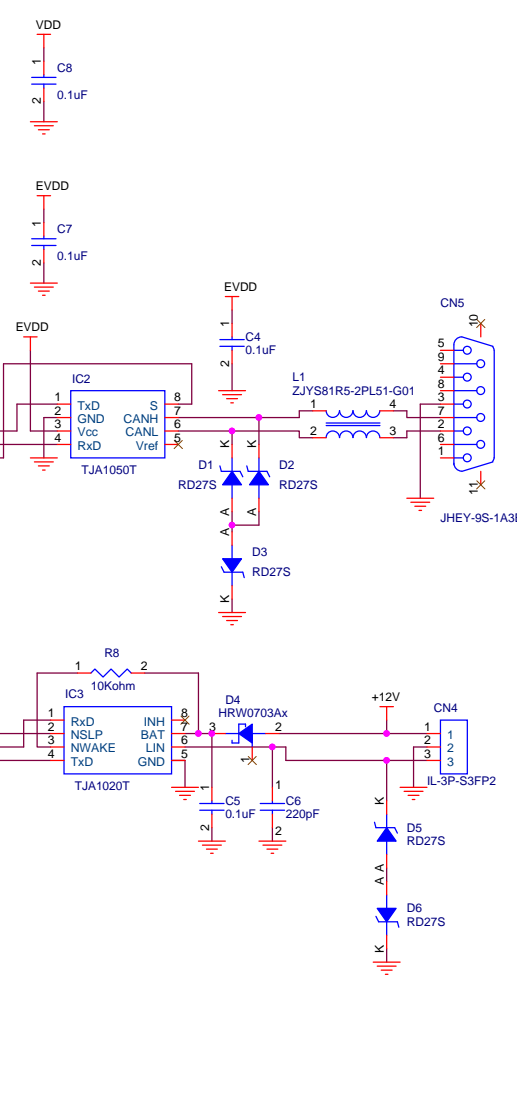 VDD
1
C8
2
0.1uF
EVDD
1
C7
2
0.1uF
EVDD
1
C4
0.1uF
2
EVDD
IC2
1 TxD S 8
2 GND CANH 7
3 Vcc CANL 6
4 RxD Vref 5
TJA1050T
L1
ZJYS81R5-2PL51-G01
1 4
2 3
CN5
10
5
9
4
8
3
7
2
6
1
11
JHEY-9S-1A3
K K
D1 D2
RD27S RD27S
A A
A
D3
RD27S
K
R8
1 2
10Kohm
IC3
1 RxD INH 8
2 NSLP BAT 7
3 NWAKE LIN 6
4 TxD GND 5
TJA1020T
D4
HRW0703Ax
3 2
1
+12V
CN4
1 1
2 2
3 3
IL-3P-S3FP2
1 1
C5 C6
0.1uF 220pF
2 2
K
D5
RD27S
A
A
D6
RD27S
K